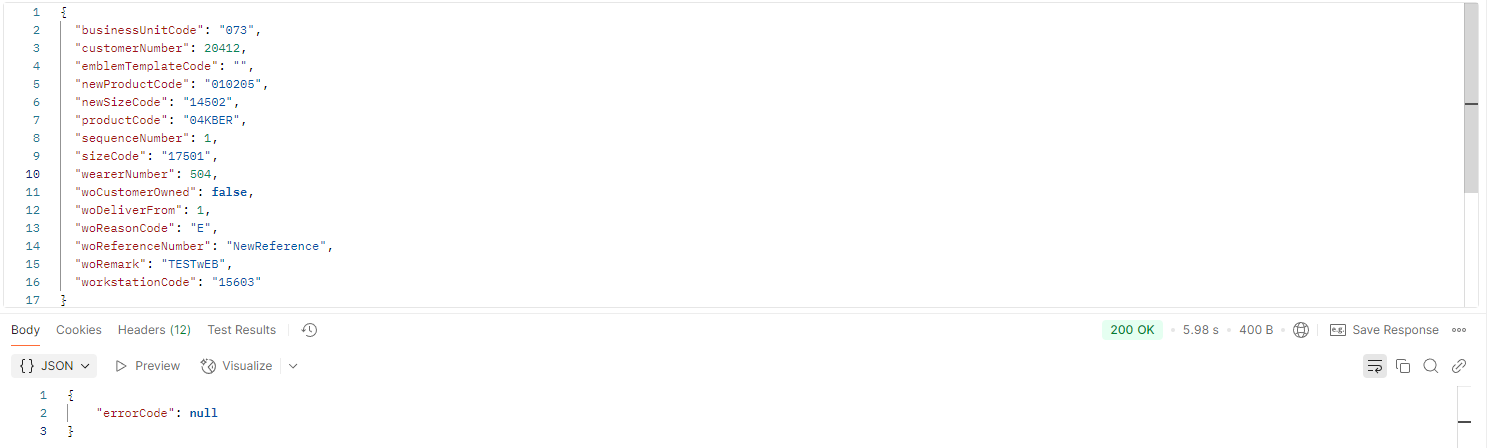 1 {
2 "businessUnitCode": "073",
3 "customerNumber": 20412,
4 "emblemTemplateCode": "",
5 "newProductCode": "010205",
6 "newSizeCode": "14502",
7 "productCode": "04KBER",
8 "sequenceNumber": 1,
9 "sizeCode": "17501",
10 "wearerNumber": 504,
11 "woCustomerOwned": false,
12 "woDeliverFrom": 1,
13 "woReasonCode": "E",
14 "woReferenceNumber": "NewReference",
15 "woRemark": "TESTwEB",
16 "workstationCode": "15603"
17 }
Body Cookies Headers (12) Test Results 200 OK • 5.98 s • 400 B • e.g. Save Response
{} JSON Preview Visualize
1 {
2 "errorCode": null
3 }